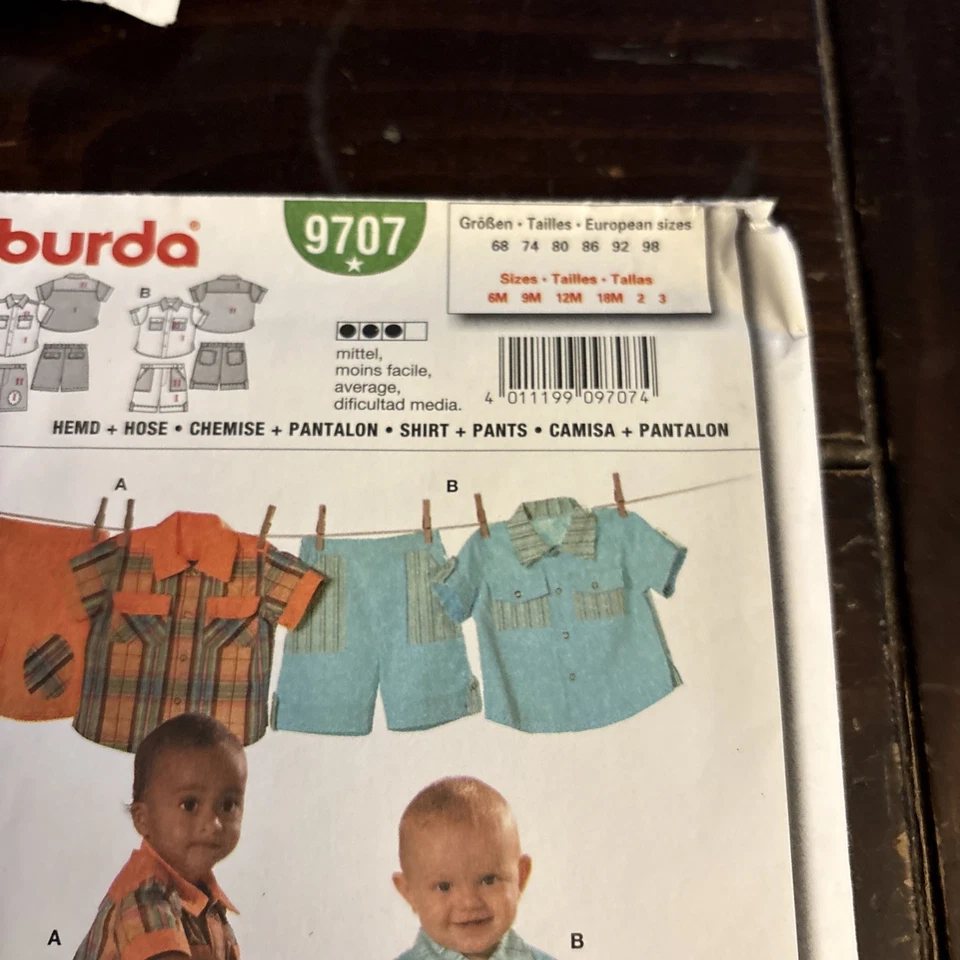 burda
9707
Größen • Tailles • European sizes
68 74 80 86 92 98
Sizes • Tailles • Tallas
6M 9M 12M 18M 2 3
B
mittel,
moins facile,
average,
dificultad media.
4 011199 097074
HEMD + HOSE • CHEMISE + PANTALON • SHIRT + PANTS • CAMISA + PANTALON
A
B
A
B